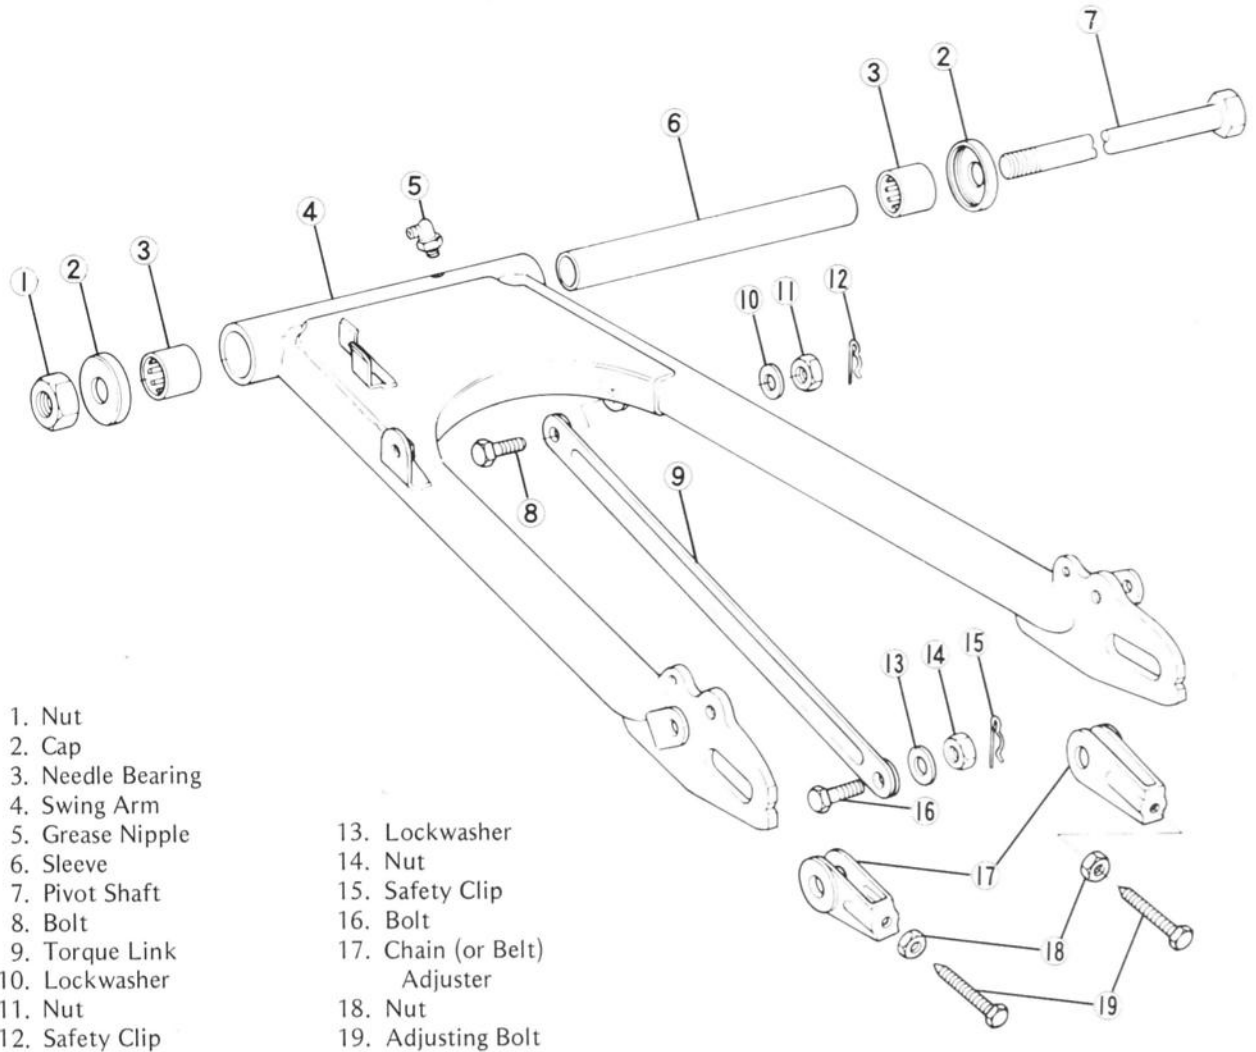 7
2
3
6
5
4
3
2
1
10
11
12
8
9
13
14
15
16
17
18
19
1. Nut
2. Cap
3. Needle Bearing
4. Swing Arm
5. Grease Nipple
6. Sleeve
7. Pivot Shaft
8. Bolt
9. Torque Link
10. Lockwasher
11. Nut
12. Safety Clip
13. Lockwasher
14. Nut
15. Safety Clip
16. Bolt
17. Chain (or Belt)
Adjuster
18. Nut
19. Adjusting Bolt